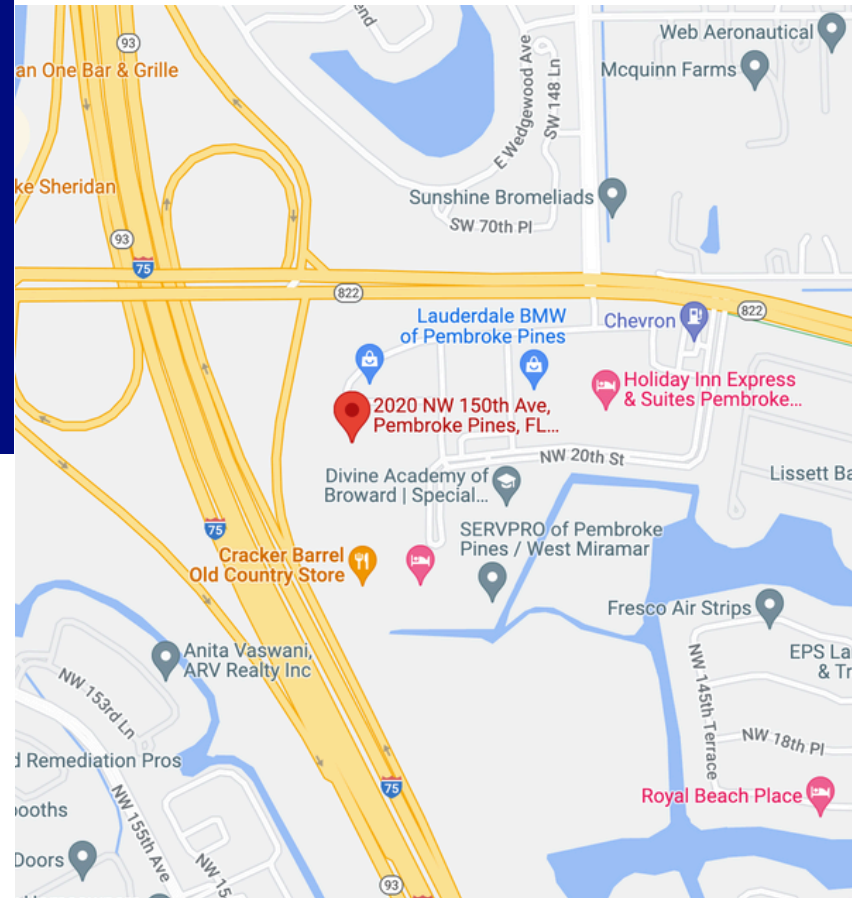 end
93
Web Aeronautical
an One Bar & Grille
Mcquinn Farms
E Wedgewood Ave
SW 148 Ln
ke Sheridan
Sunshine Bromeliads
SW 70th Pl
93
75
822
822
Lauderdale BMW
of Pembroke Pines
Chevron
Holiday Inn Express
& Suites Pembroke...
2020 NW 150th Ave,
Pembroke Pines, FL...
NW 20th St
Divine Academy of
Broward | Special...
Lissett Ba
75
SERVPRO of Pembroke
Pines / West Miramar
Cracker Barrel
Old Country Store
Fresco Air Strips
Anita Vaswani,
ARV Realty Inc
EPS La
& Tr
NW 153rd Ln
NW 145th Terrace
NW 18th Pl
d Remediation Pros
75
Royal Beach Place
ooths
NW 155th Ave
Doors
NW 15
93